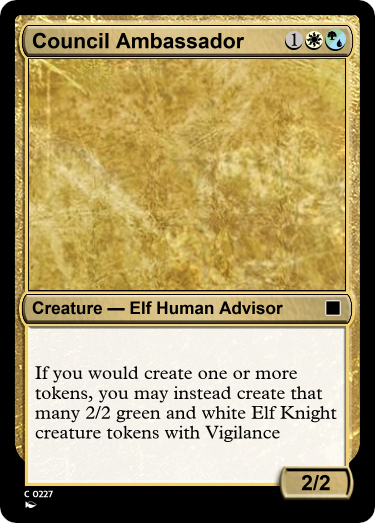 Council Ambassador 1
Creature — Elf Human Advisor
If you would create one or more
tokens, you may instead create that
many 2/2 green and white Elf Knight
creature tokens with Vigilance
2/2
C 0227